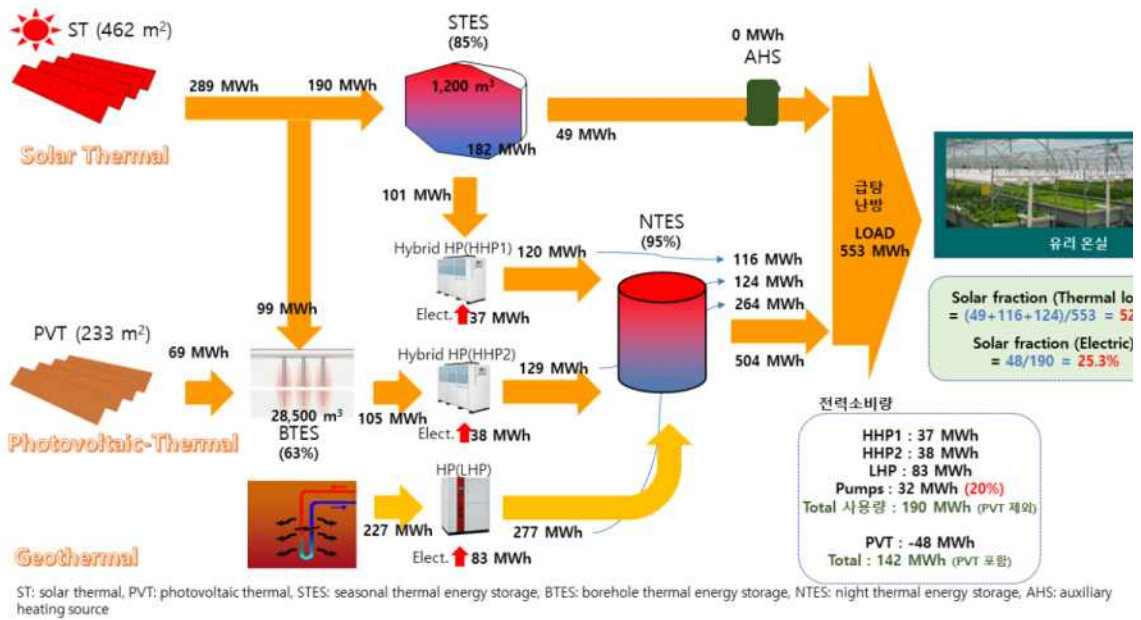 ST (462 m²)
STES
(85%)
0 MWh
AHS
289 MWh
190 MWh
1,200 m³
182 MWh
49 MWh
Solar Thermal
101 MWh
급탕
난방
LOAD
553 MWh
유리 온실
Hybrid HP(HHP1)
120 MWh
NTES
(95%)
116 MWh
124 MWh
264 MWh
Elect.
37 MWh
99 MWh
504 MWh
Solar fraction (Thermal lo
= (49+116+124)/553 = 52
Solar fraction (Electric)
= 48/190 = 25.3%
PVT (233 m²)
69 MWh
Hybrid HP(HHP2)
129 MWh
28,500 m³
105 MWh
BTES
(63%)
Elect.
38 MWh
Photovoltaic-Thermal
전력소비량
HHP1 : 37 MWh
HHP2 : 38 MWh
LHP : 83 MWh
Pumps : 32 MWh (20%)
Total 사용량 : 190 MWh (PVT 제외)
PVT : -48 MWh
Total : 142 MWh (PVT 포함)
HP(LHP)
227 MWh
277 MWh
Elect.
83 MWh
Geothermal
ST: solar thermal, PVT: photovoltaic thermal, STES: seasonal thermal energy storage, BTES: borehole thermal energy storage, NTES: night thermal energy storage, AHS: auxiliary
heating source